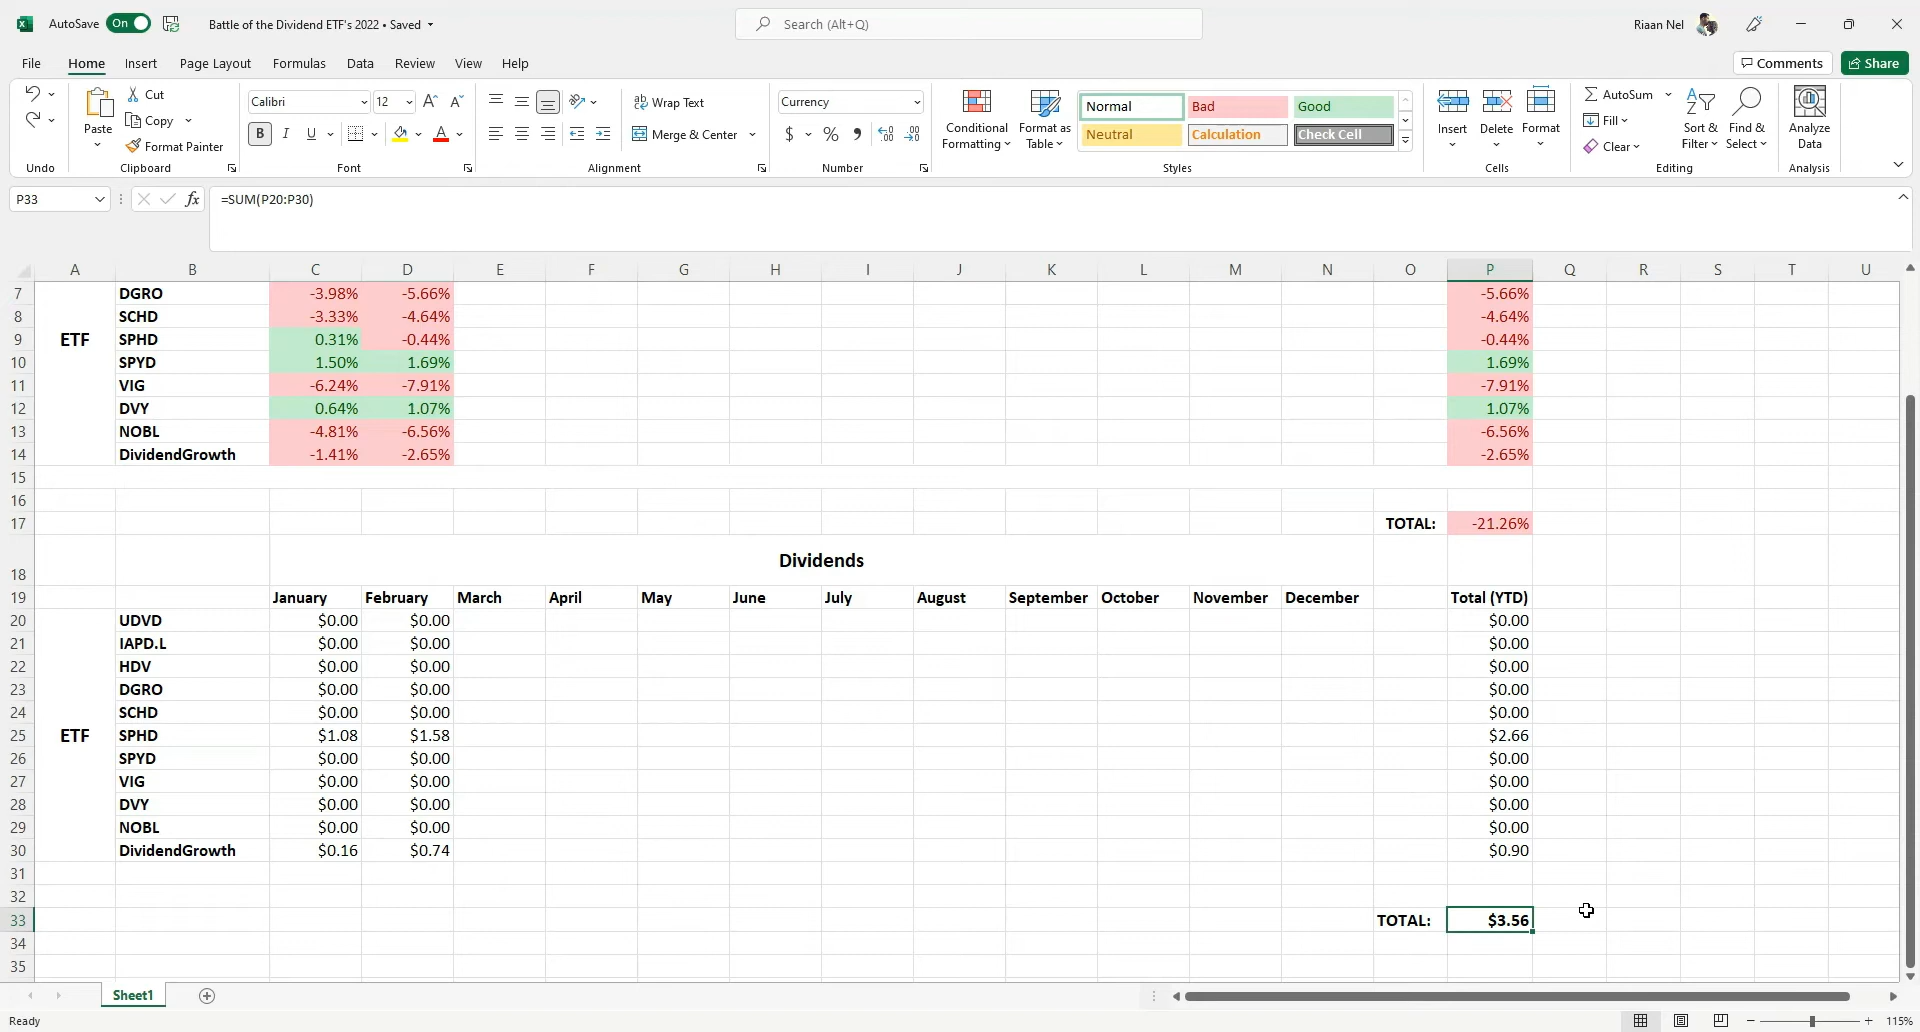 AutoSave On Battle of the Dividend ETF's 2022 • Saved Search (Alt+Q) Riaan Nel
File Home Insert Page Layout Formulas Data Review View Help Comments Share
Paste Cut Copy Format Painter
Calibri 12 B I U A
Wrap Text Merge & Center
Currency $ % ,
Conditional Formatting Format as Table
Normal Bad Good
Neutral Calculation Check Cell
Insert Delete Format
AutoSum Fill Clear
Sort & Filter Find & Select Analyze Data
Undo Clipboard Font Alignment Number Styles Cells Editing Analysis
P33 fx =SUM(P20:P30)
A B C D E F G H I J K L M N O P Q R S T U
7 DGRO -3.98% -5.66% -5.66%
8 SCHD -3.33% -4.64% -4.64%
9 ETF SPHD 0.31% -0.44% -0.44%
10 SPYD 1.50% 1.69% 1.69%
11 VIG -6.24% -7.91% -7.91%
12 DVY 0.64% 1.07% 1.07%
13 NOBL -4.81% -6.56% -6.56%
14 DividendGrowth -1.41% -2.65% -2.65%
15
16
17 TOTAL: -21.26%
18 Dividends
19 January February March April May June July August September October November December Total (YTD)
20 UDVD $0.00 $0.00 $0.00
21 IAPD.L $0.00 $0.00 $0.00
22 HDV $0.00 $0.00 $0.00
23 DGRO $0.00 $0.00 $0.00
24 SCHD $0.00 $0.00 $0.00
25 ETF SPHD $1.08 $1.58 $2.66
26 SPYD $0.00 $0.00 $0.00
27 VIG $0.00 $0.00 $0.00
28 DVY $0.00 $0.00 $0.00
29 NOBL $0.00 $0.00 $0.00
30 DividendGrowth $0.16 $0.74 $0.90
31
32
33 TOTAL: $3.56
34
35
Sheet1
Ready 115%